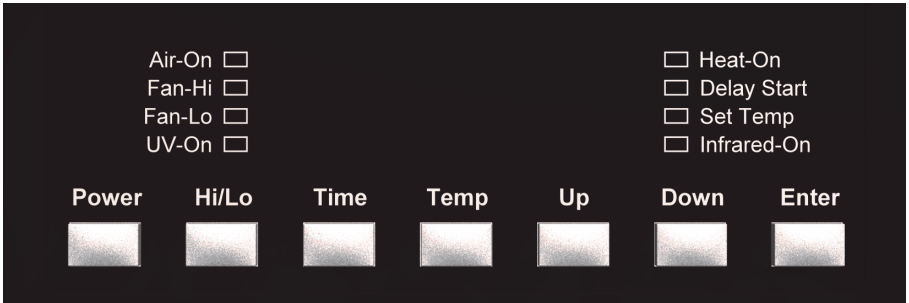 Air-On
Fan-Hi
Fan-Lo
UV-On
Heat-On
Delay Start
Set Temp
Infrared-On
Power Hi/Lo Time Temp Up Down Enter